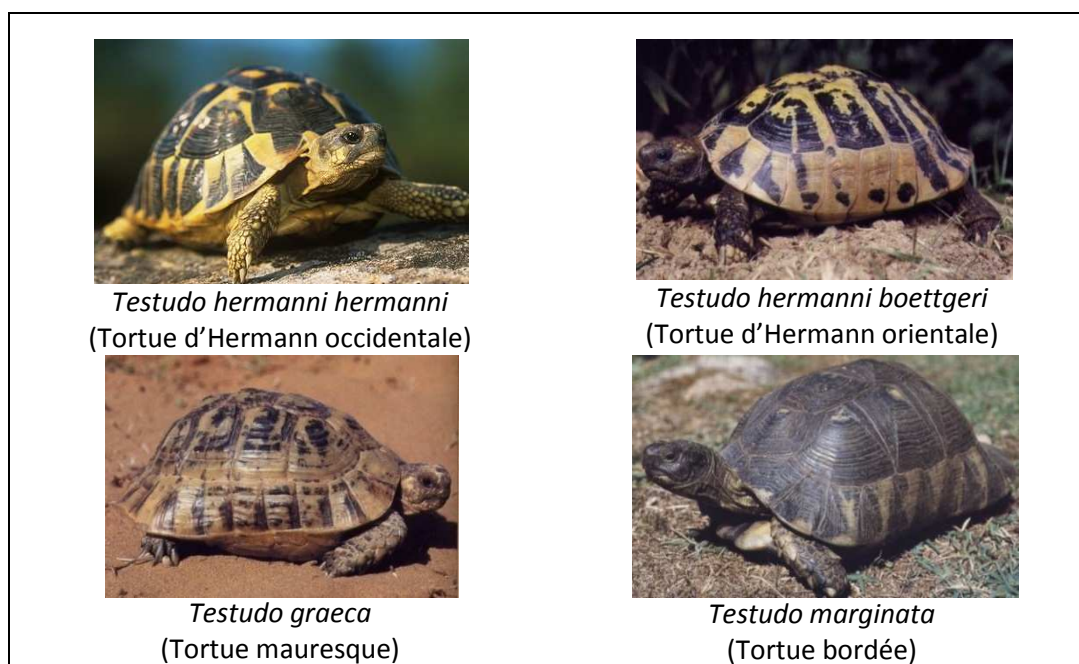 Testudo hermanni hermanni
(Tortue d’Hermann occidentale)
Testudo hermanni boettgeri
(Tortue d’Hermann orientale)
Testudo graeca
(Tortue mauresque)
Testudo marginata
(Tortue bordée)